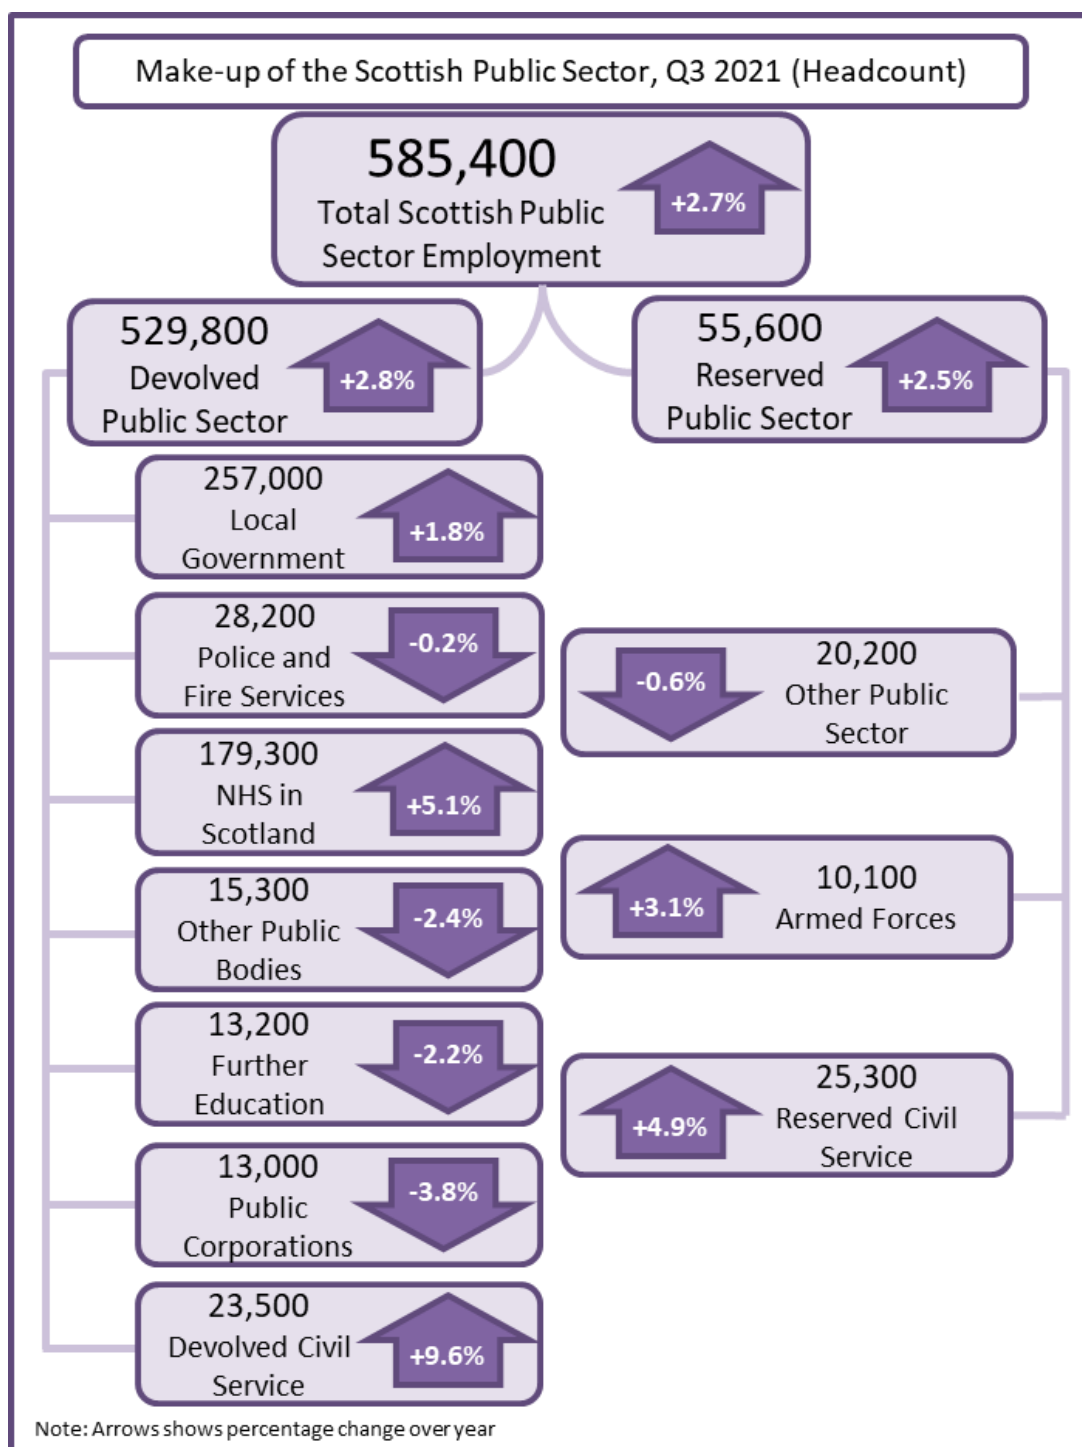 Make-up of the Scottish Public Sector, Q3 2021 (Headcount)
585,400
Total Scottish Public
Sector Employment
+2.7%
529,800
Devolved
Public Sector
+2.8%
55,600
Reserved
Public Sector
+2.5%
257,000
Local
Government
+1.8%
28,200
Police and
Fire Services
-0.2%
179,300
NHS in
Scotland
+5.1%
15,300
Other Public
Bodies
-2.4%
13,200
Further
Education
-2.2%
13,000
Public
Corporations
-3.8%
23,500
Devolved Civil
Service
+9.6%
-0.6%
20,200
Other Public
Sector
+3.1%
10,100
Armed Forces
+4.9%
25,300
Reserved Civil
Service
Note: Arrows shows percentage change over year